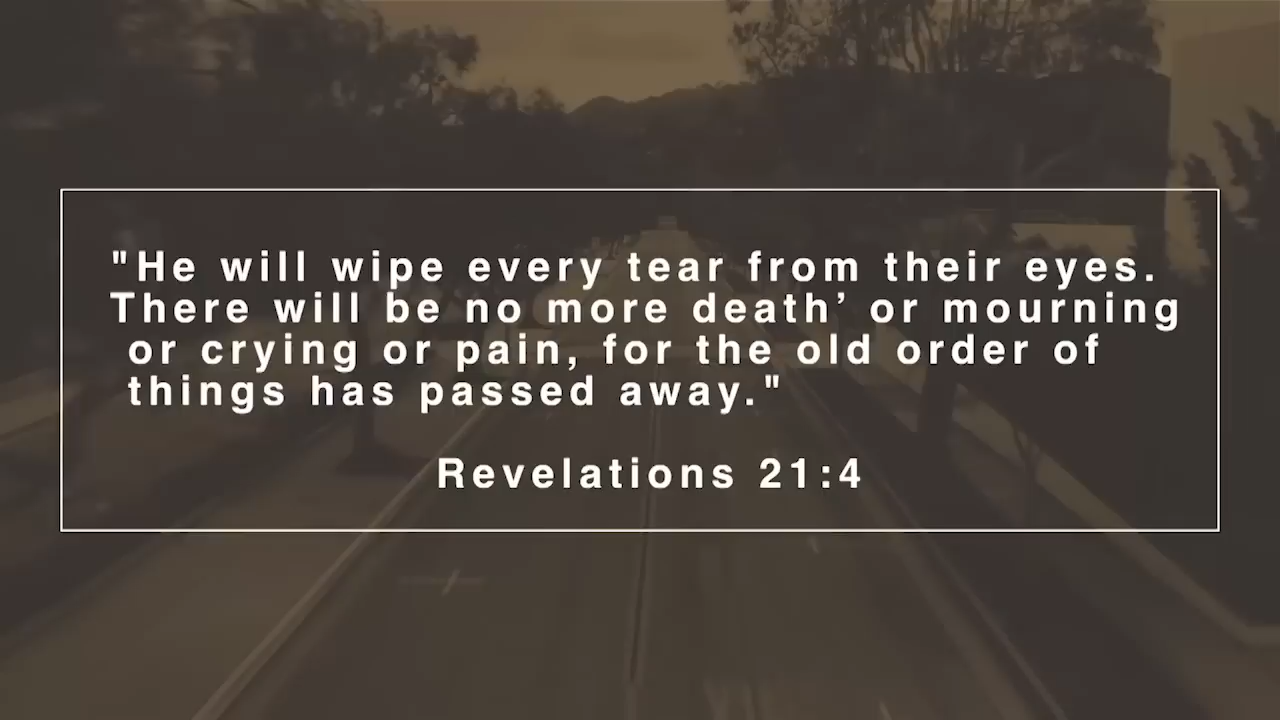 "He will wipe every tear from their eyes.
There will be no more death’ or mourning
or crying or pain, for the old order of
things has passed away."
Revelations 21:4